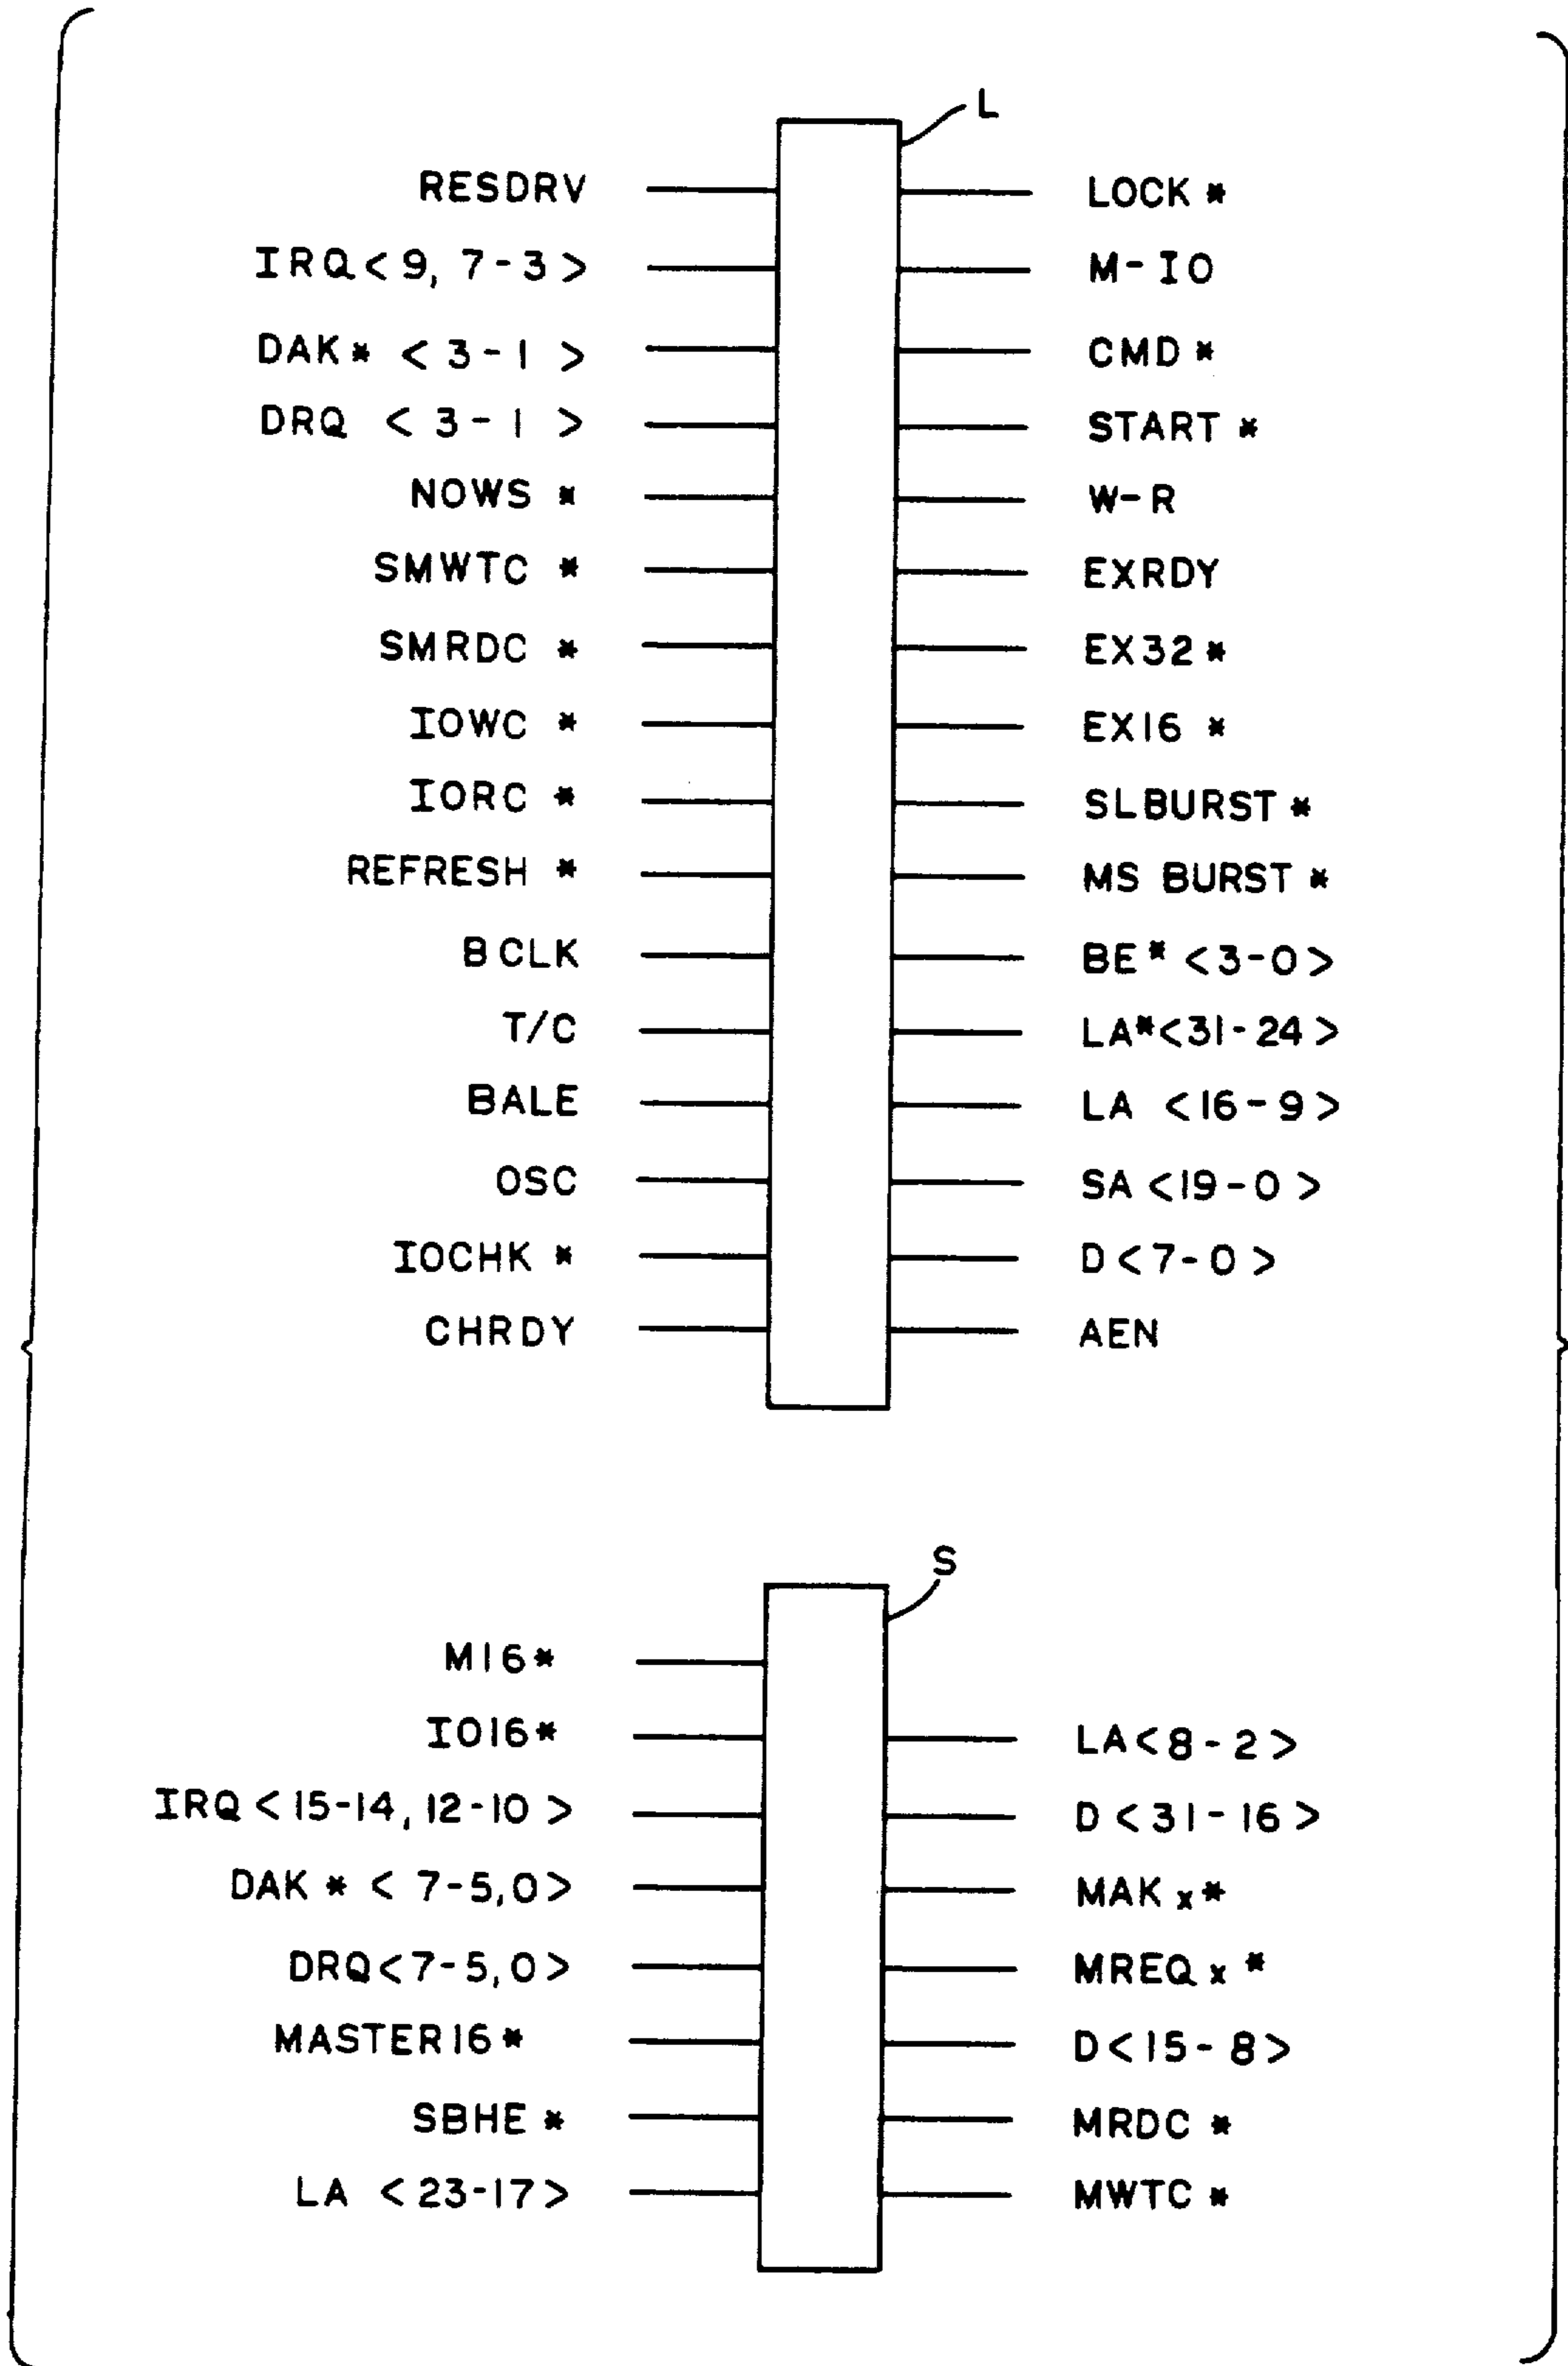 L
RESDRV LOCK *
IRQ < 9, 7-3 > M-IO
DAK* < 3-1 > CMD *
DRQ < 3-1 > START *
NOWS * W-R
SMWTC * EXRDY
SMRDC * EX32 *
IOWC * EX16 *
IORC * SLBURST *
REFRESH * MS BURST *
BCLK BE* <3-0>
T/C LA*<31-24>
BALE LA <16-9>
OSC SA <19-0>
IOCHK * D<7-0>
CHRDY AEN
S
M16*
IO16* LA<8-2>
IRQ<15-14, 12-10> D<31-16>
DAK * < 7-5,0> MAK x*
DRQ<7-5,0> MREQ x *
MASTER16* D<15-8>
SBHE * MRDC *
LA <23-17> MWTC *